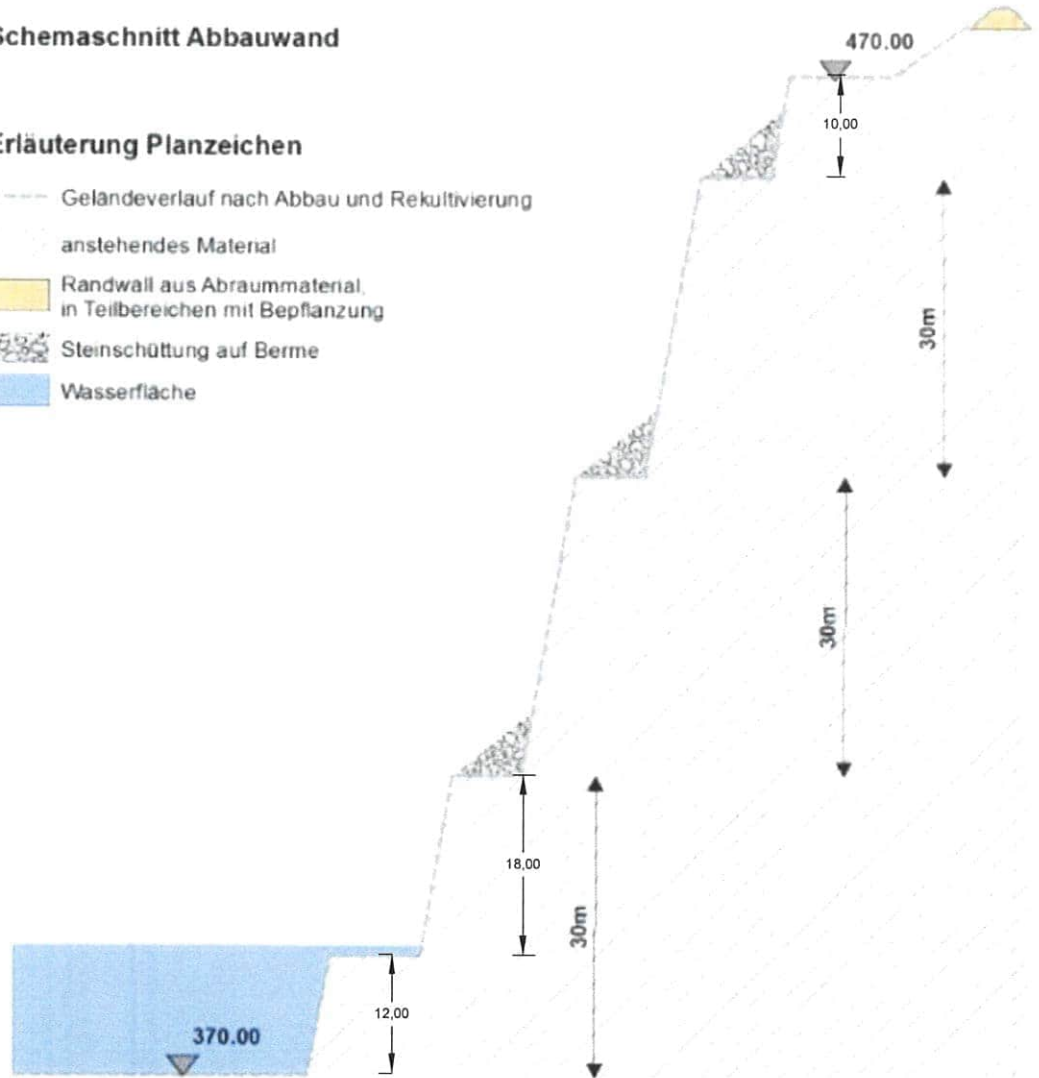 Schemaschnitt Abbauwand
Erläuterung Planzeichen
Geländeverlauf nach Abbau und Rekultivierung
anstehendes Material
Randwall aus Abraummaterial,
in Teilbereichen mit Bepflanzung
Steinschüttung auf Berme
Wasserfläche
470.00
10,00
30m
30m
18,00
30m
12,00
370.00